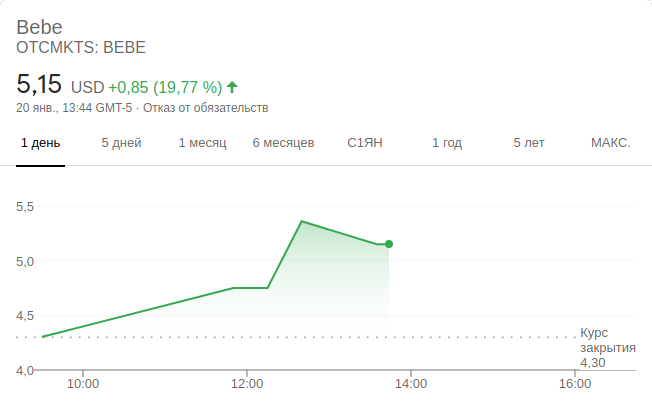 Bebe
OTCMKTS: BEBE
5,15 USD +0,85 (19,77 %)
20 янв., 13:44 GMT-5 · Отказ от обязательств
1 день 5 дней 1 месяц 6 месяцев С1ЯН 1 год 5 лет МАКС.
5,5
5,0
4,5
4,0
Курс
закрытия
4,30
10:00 12:00 14:00 16:00